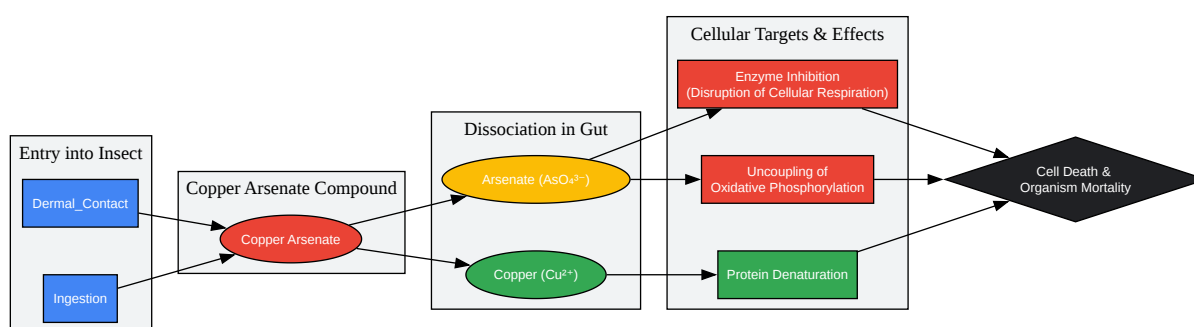 Entry into Insect
Dermal_Contact
Ingestion
Copper Arsenate Compound
Copper Arsenate
Dissociation in Gut
Arsenate (AsO₄³⁻)
Copper (Cu²⁺)
Cellular Targets & Effects
Enzyme Inhibition
(Disruption of Cellular Respiration)
Uncoupling of
Oxidative Phosphorylation
Protein Denaturation
Cell Death &
Organism Mortality